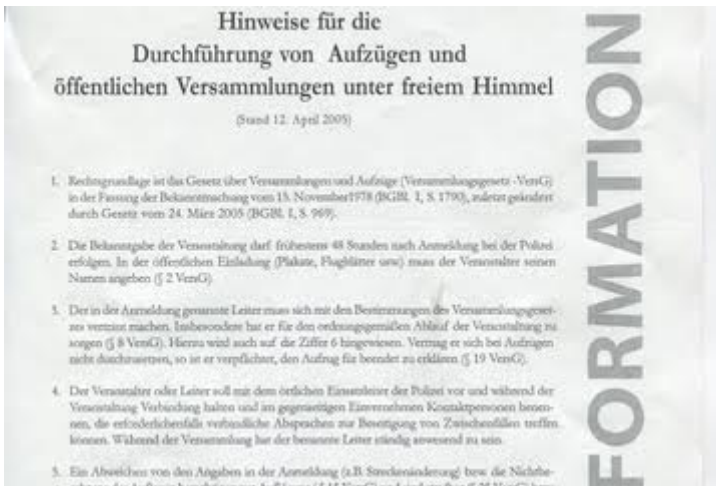 Hinweise für die
Durchführung von Aufzügen und
öffentlichen Versammlungen unter freiem Himmel
(Stand 12. April 2005)
1. Rechtsgrundlage ist das Gesetz über Versammlungen und Aufzüge (Versammlungsgesetz -VersG)
in der Fassung der Bekanntmachung vom 15. November1978 (BGBl. I, S. 1790), zuletzt geändert
durch Gesetz vom 24. März 2005 (BGBl. I, S. 969).
2. Die Bekanntgabe der Veranstaltung darf frühestens 48 Stunden nach Anmeldung bei der Polizei
erfolgen. In der öffentlichen Einladung (Plakate, Flugblätter usw) muss der Veranstalter seinen
Namen angeben (§ 2 VersG).
3. Der in der Anmeldung genannte Leiter muss sich mit den Bestimmungen des Versammlungsgeset-
zes vertraut machen. Insbesondere hat er für den ordnungsgemäßen Ablauf der Veranstaltung zu
sorgen (§ 8 VersG). Hierzu wird auch auf die Ziffer 6 hingewiesen. Vermag er sich bei Aufzügen
nicht durchzusetzen, so ist er verpflichtet, den Aufzug für beendet zu erklären (§ 19 VersG).
4. Der Veranstalter oder Leiter soll mit dem örtlichen Einsatzleiter der Polizei vor und während der
Veranstaltung Verbindung halten und im gegenseitigen Einvernehmen Kontaktpersonen benen-
nen, die erforderlichenfalls verbindliche Absprachen zur Beseitigung von Zwischenfällen treffen
können. Während der Versammlung hat der benannte Leiter ständig anwesend zu sein.
5. Ein Abweichen von den Angaben in der Anmeldung (z.B. Streckenänderung) bzw. die Nichtbe-
FORMATION